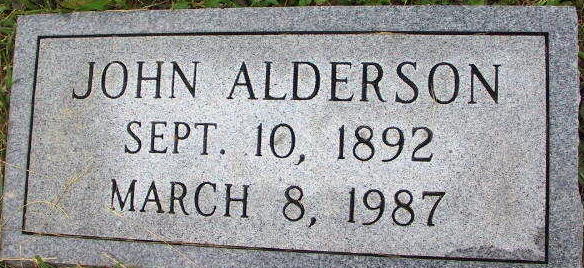 JOHN ALDERSON
SEPT. 10, 1892
MARCH 8, 1987